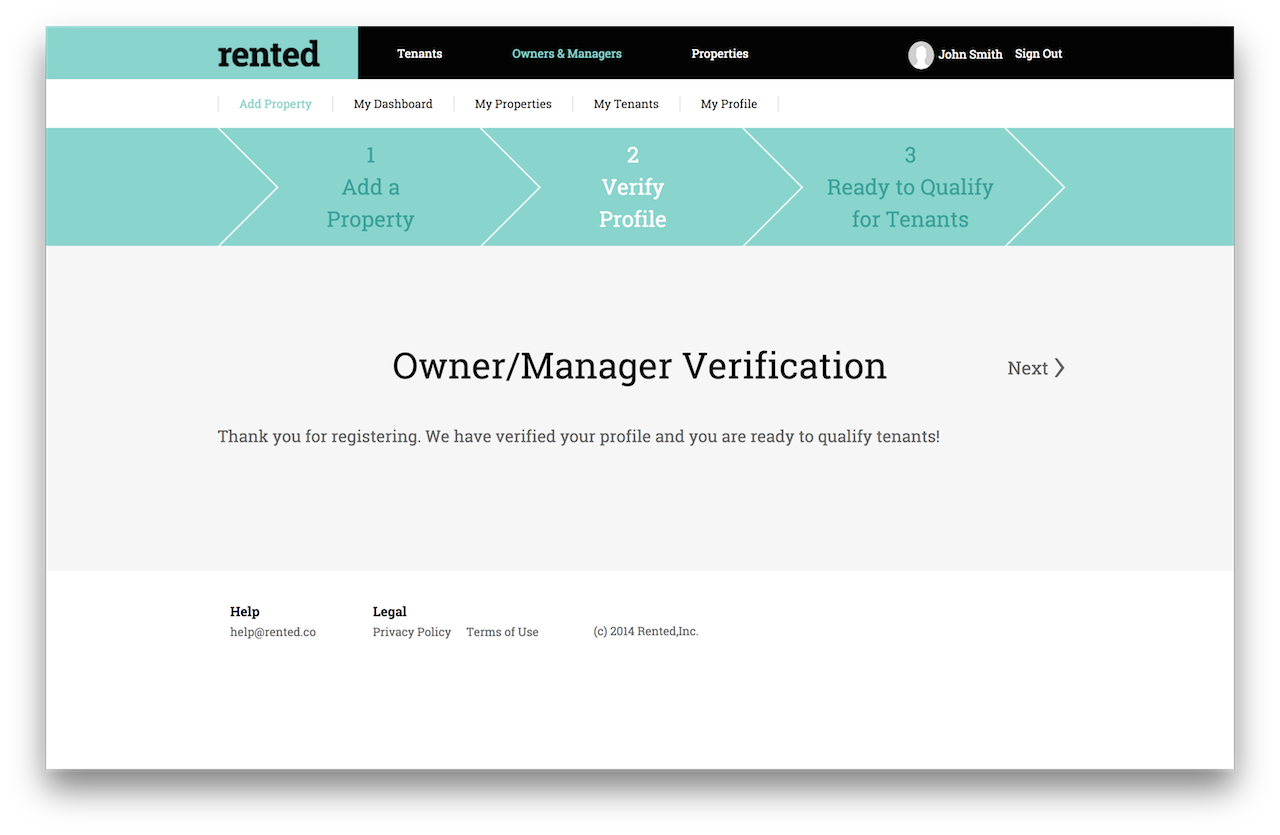 rented
Tenants Owners & Managers Properties John Smith Sign Out
Add Property My Dashboard My Properties My Tenants My Profile
1
Add a
Property
2
Verify
Profile
3
Ready to Qualify
for Tenants
Owner/Manager Verification
Next
Thank you for registering. We have verified your profile and you are ready to qualify tenants!
Help
help@rented.co
Legal
Privacy Policy Terms of Use
(c) 2014 Rented,Inc.